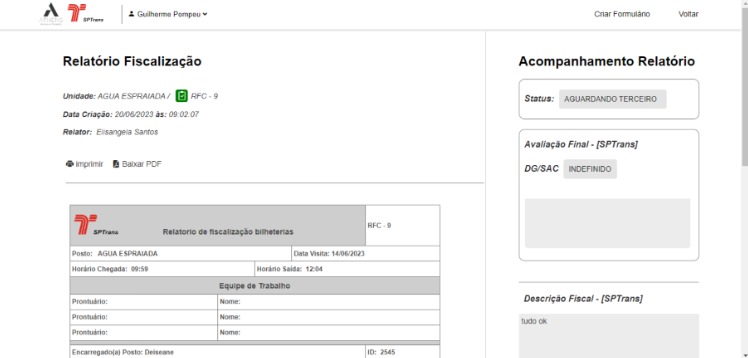 SPTrans
Guilherme Pompeu
Criar Formulário
Voltar
Relatório Fiscalização
Unidade: AGUA ESPRAIADA / RFC - 9
Data Criação: 20/06/2023 às: 09:02:07
Relator: Elisangela Santos
Imprimir Baixar PDF
SPTrans
Relatorio de fiscalização bilheterias
RFC - 9
Posto: AGUA ESPRAIADA
Data Visita: 14/06/2023
Horário Chegada: 09:59
Horário Saída: 12:04
Equipe de Trabalho
Prontuário: Nome:
Prontuário: Nome:
Prontuário: Nome:
Encarregado(a) Posto: Deiseane
ID: 2545
Acompanhamento Relatório
Status: AGUARDANDO TERCEIRO
Avaliação Final - [SPTrans]
DG/SAC INDEFINIDO
Descrição Fiscal - [SPTrans]
tudo ok